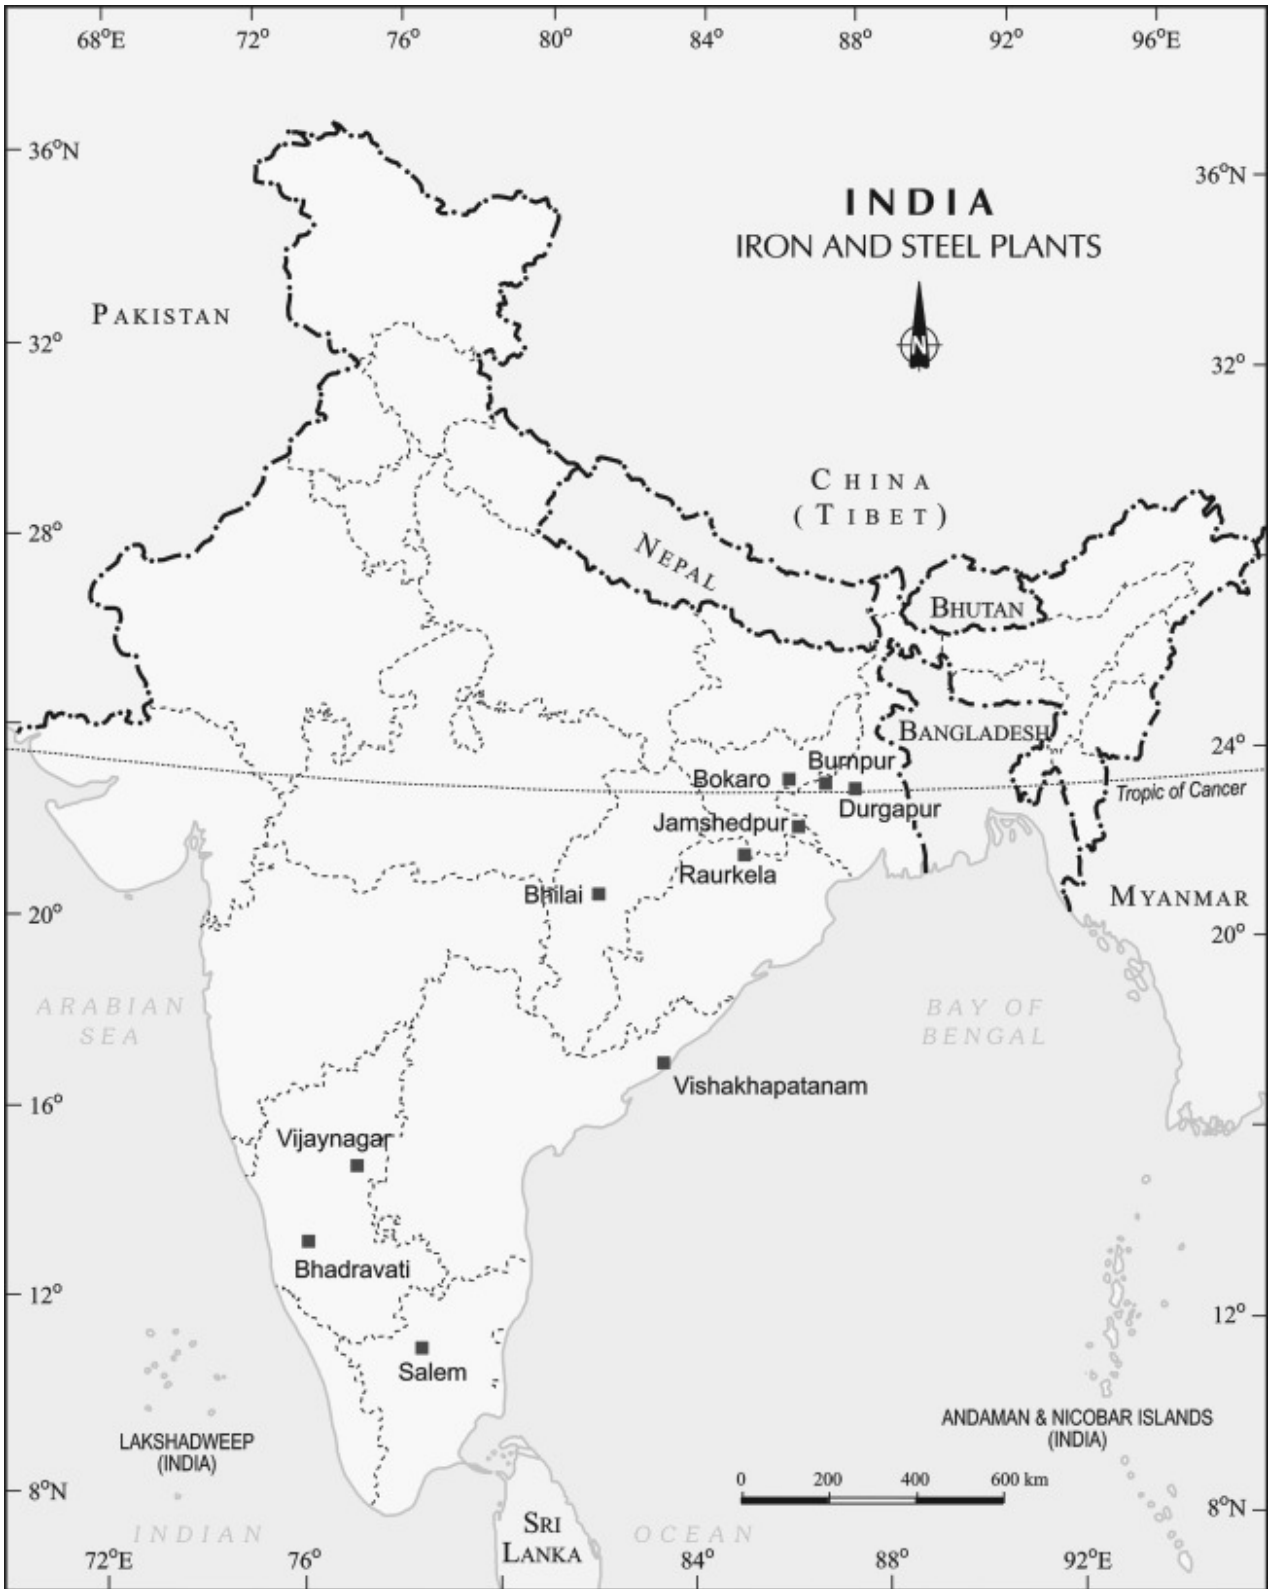 68°E 72° 76° 80° 84° 88° 92° 96°E
36°N
36°N
INDIA
IRON AND STEEL PLANTS
N
PAKISTAN
32°
32°
CHINA
(TIBET)
28°
NEPAL
BHUTAN
BANGLADESH
24°
Burnpur
Bokaro
Tropic of Cancer
Durgapur
Jamshedpur
Raurkela
Bhilai
MYANMAR
20°
20°
ARABIAN
SEA
BAY OF
BENGAL
Vishakhapatanam
16°
Vijaynagar
Bhadravati
12°
12°
Salem
ANDAMAN & NICOBAR ISLANDS
(INDIA)
LAKSHADWEEP
(INDIA)
0 200 400 600 km
8°N
8°N
INDIAN OCEAN
SRI
LANKA
72°E 76° 84° 88° 92°E